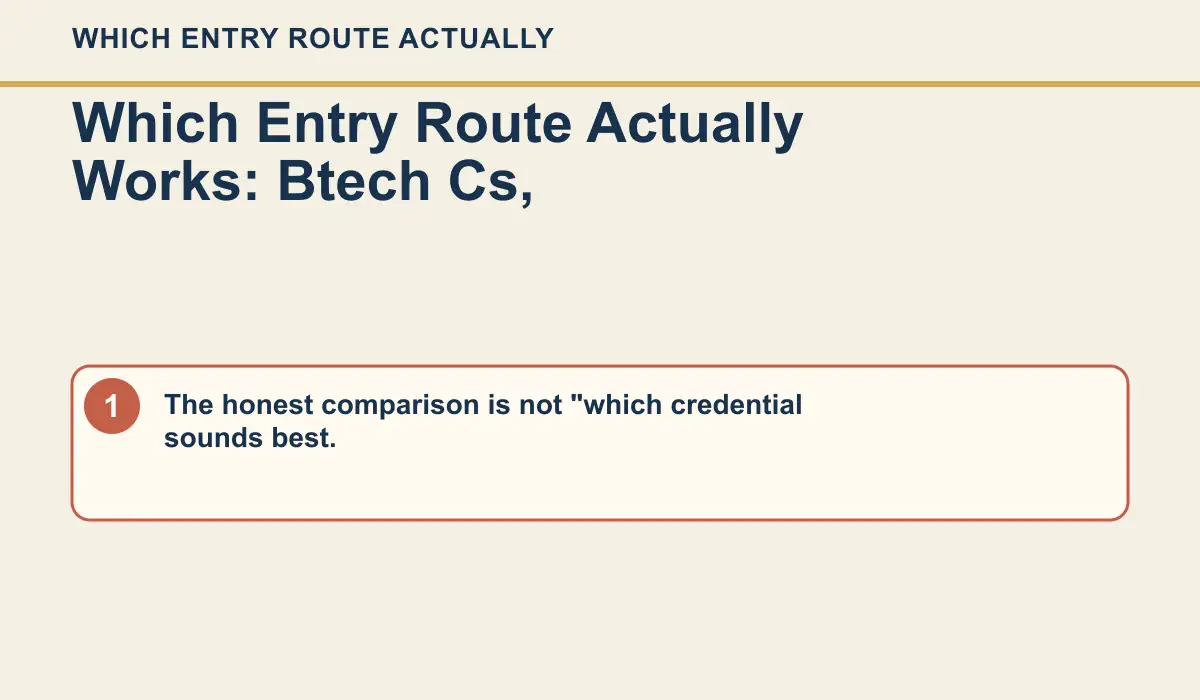 WHICH ENTRY ROUTE ACTUALLY
Which Entry Route Actually
Works: Btech Cs,
1
The honest comparison is not "which credential
sounds best.